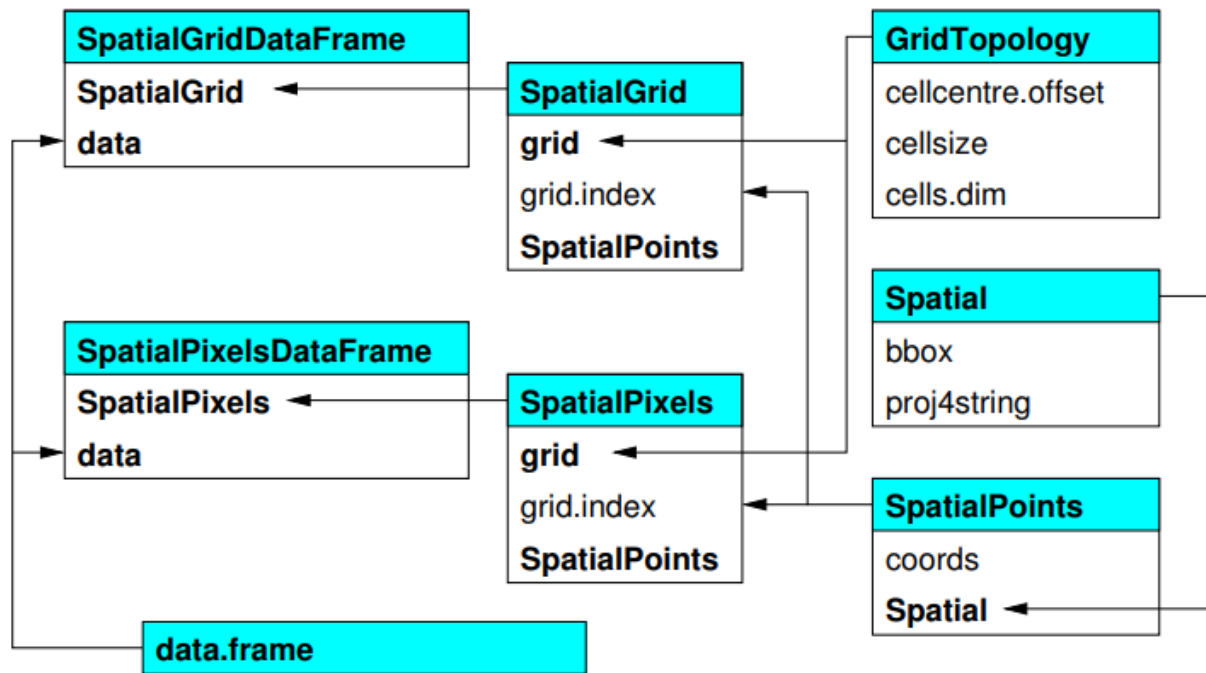 SpatialGridDataFrame
SpatialGrid
data
SpatialPixelsDataFrame
SpatialPixels
data
data.frame
SpatialGrid
grid
grid.index
SpatialPoints
SpatialPixels
grid
grid.index
SpatialPoints
GridTopology
cellcentre.offset
cellsize
cells.dim
Spatial
bbox
proj4string
SpatialPoints
coords
Spatial